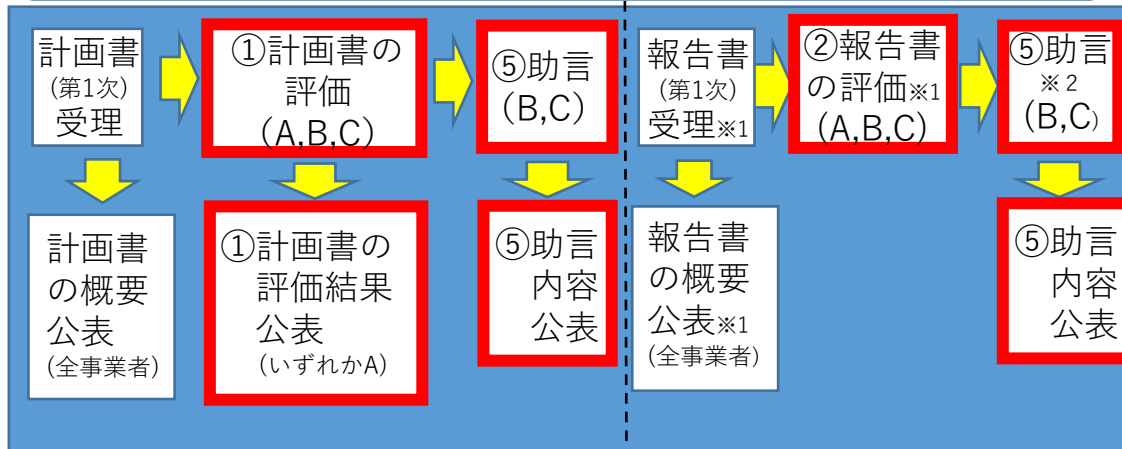 計画書
(第1次)
受理
①計画書の
評価
(A,B,C)
⑤助言
(B,C)
報告書
(第1次)
受理※1
②報告書
の評価※1
(A,B,C)
⑤助言
※2
(B,C)
計画書
の概要
公表
(全事業者)
①計画書の
評価結果
公表
(いずれかA)
⑤助言
内容
公表
報告書
の概要
公表※1
(全事業者)
⑤助言
内容
公表